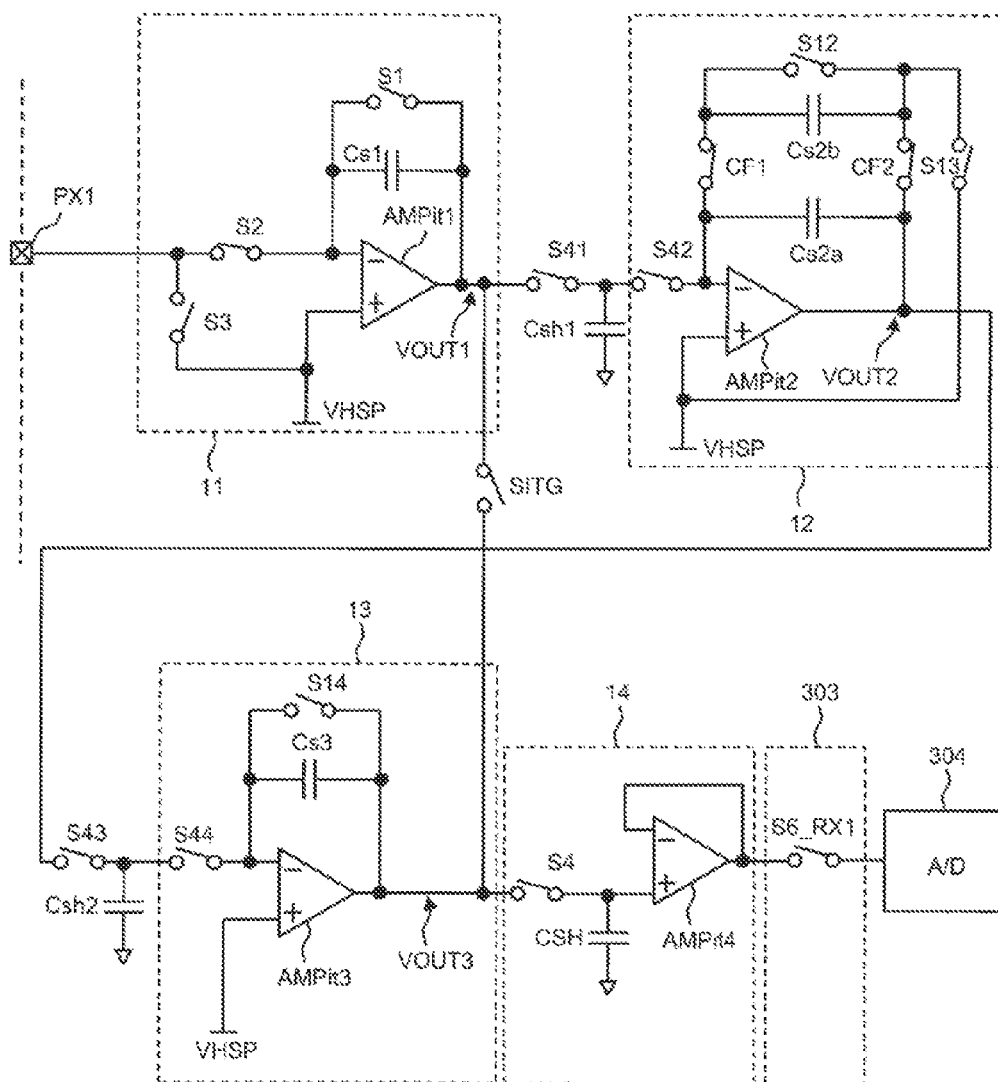 S12
S1
Cs1
Cs2b
CF1
CF2
S13
PX1
AMPit1
S2
Cs2a
S41
S42
S3
Csh1
VOUT1
AMPit2
VOUT2
VHSP
VHSP
11
SITG
12
13
S14
14
303
Cs3
304
S43
S44
S4
S6_RX1
A/D
Csh2
CSH
AMPit4
AMPit3
VOUT3
VHSP